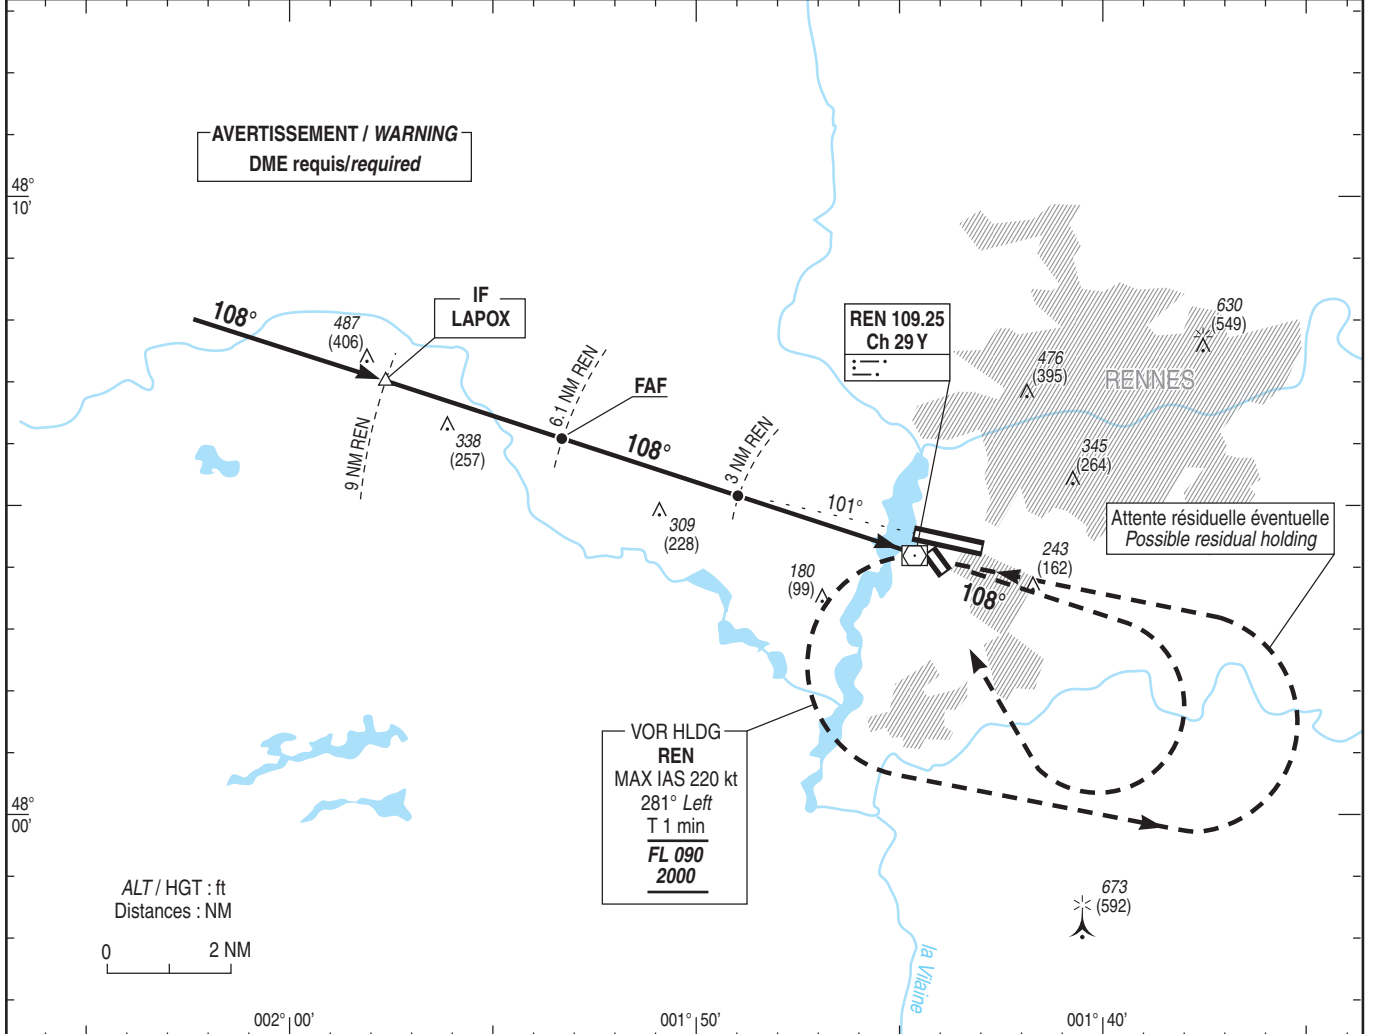 AVERTISSEMENT / WARNING
DME requis/required
48°
10'
108°
487
(406)
IF
LAPOX
9 NM REN
338
(257)
6.1 NM REN
FAF
108°
3 NM REN
309
(228)
101°
REN 109.25
Ch 29 Y
630
(549)
476
(395)
RENNES
345
(264)
Attente résiduelle éventuelle
Possible residual holding
243
(162)
180
(99)
108°
VOR HLDG
REN
MAX IAS 220 kt
281° Left
T 1 min
FL 090
2000
48°
00'
673
(592)
ALT / HGT : ft
Distances : NM
0 2 NM
la Vilaine
002° 00' 001° 50' 001° 40'